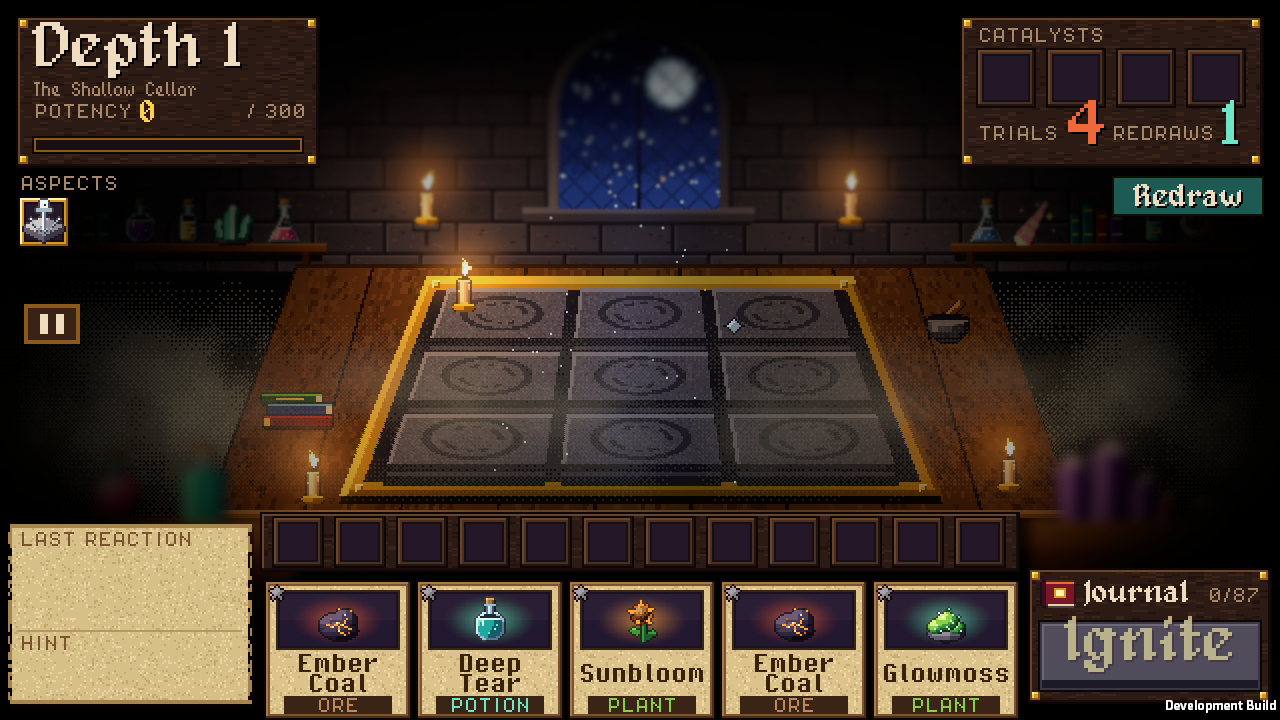 Depth 1
The Shallow Cellar
POTENCY 0 / 300
ASPECTS
CATALYSTS
TRIALS 4 REDRAWS 1
Redraw
LAST REACTION
HINT
Ember Coal
ORE
Deep Tear
POTION
Sunbloom
PLANT
Ember Coal
ORE
Glowmoss
PLANT
Journal 0/87
Ignite
Development Build